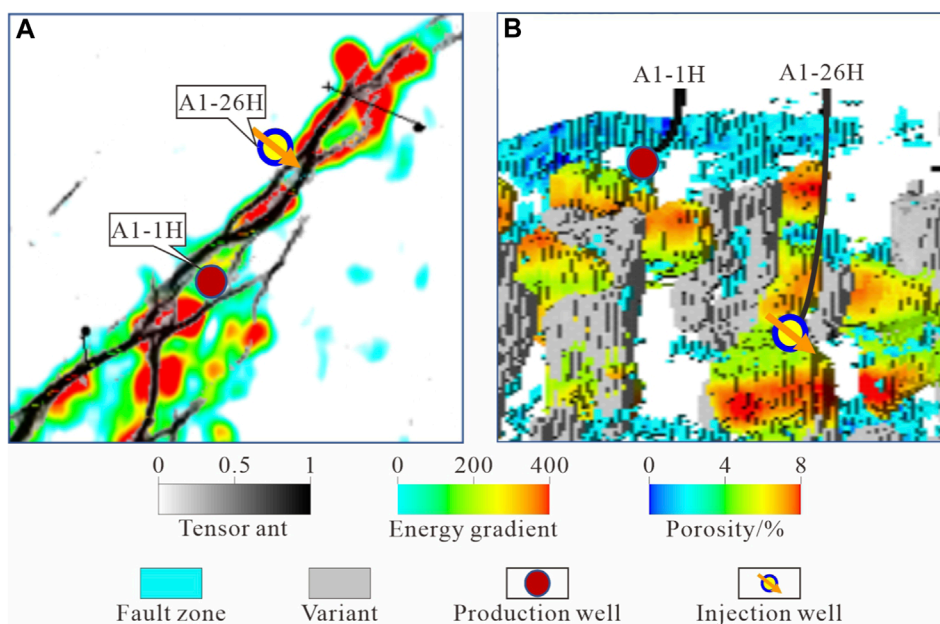 A
B
A1-1H
A1-26H
A1-26H
A1-1H
0 0.5 1
0 200 400
0 4 8
Tensor ant
Energy gradient
Porosity/%
Fault zone
Variant
Production well
Injection well